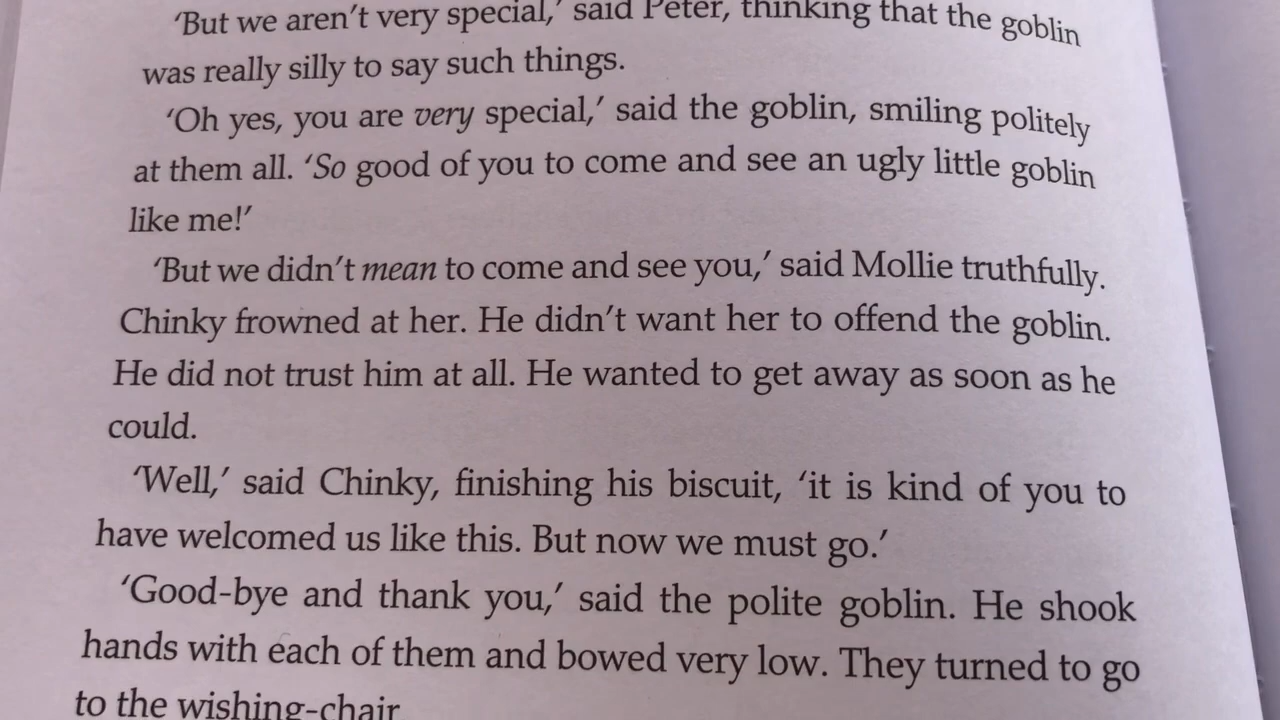 ‘But we aren’t very special,’ said Peter, thinking that the goblin
was really silly to say such things.
‘Oh yes, you are very special,’ said the goblin, smiling politely
at them all. ‘So good of you to come and see an ugly little goblin
like me!’
‘But we didn’t mean to come and see you,’ said Mollie truthfully.
Chinky frowned at her. He didn’t want her to offend the goblin.
He did not trust him at all. He wanted to get away as soon as he
could.
‘Well,’ said Chinky, finishing his biscuit, ‘it is kind of you to
have welcomed us like this. But now we must go.’
‘Good-bye and thank you,’ said the polite goblin. He shook
hands with each of them and bowed very low. They turned to go
to the wishing-chair